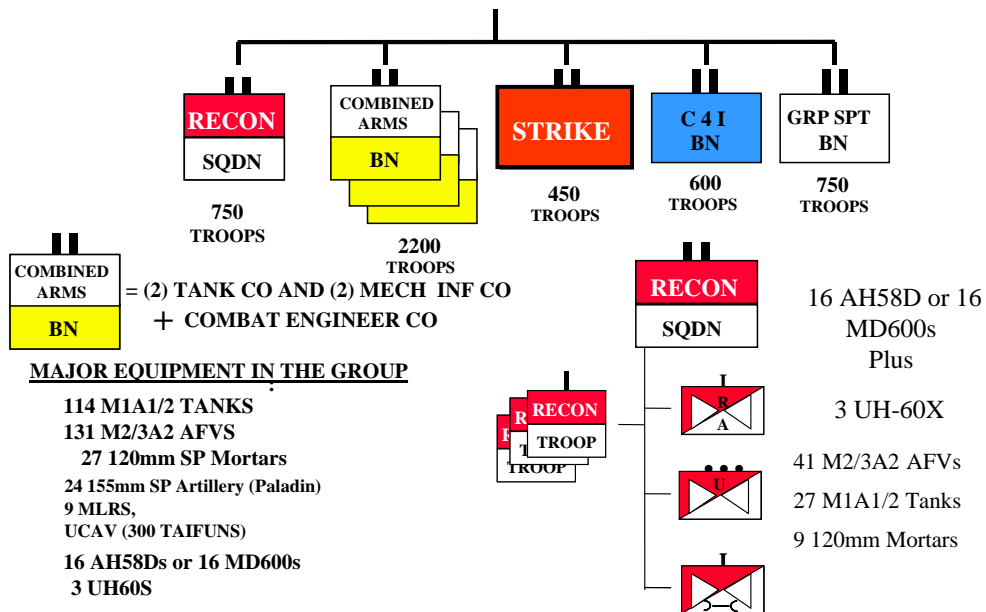 RECON
SQDN
750
TROOPS
COMBINED
ARMS
BN
2200
TROOPS
STRIKE
450
TROOPS
C 4 I
BN
600
TROOPS
GRP SPT
BN
750
TROOPS
COMBINED
ARMS
BN
= (2) TANK CO AND (2) MECH INF CO
+ COMBAT ENGINEER CO
MAJOR EQUIPMENT IN THE GROUP
:
114 M1A1/2 TANKS
131 M2/3A2 AFVS
27 120mm SP Mortars
24 155mm SP Artillery (Paladin)
9 MLRS,
UCAV (300 TAIFUNS)
16 AH58Ds or 16 MD600s
3 UH60S
RECON
SQDN
RECON
TROOP
R
T
TROOP
I
R
A
U
I
16 AH58D or 16
MD600s
Plus
3 UH-60X
41 M2/3A2 AFVs
27 M1A1/2 Tanks
9 120mm Mortars